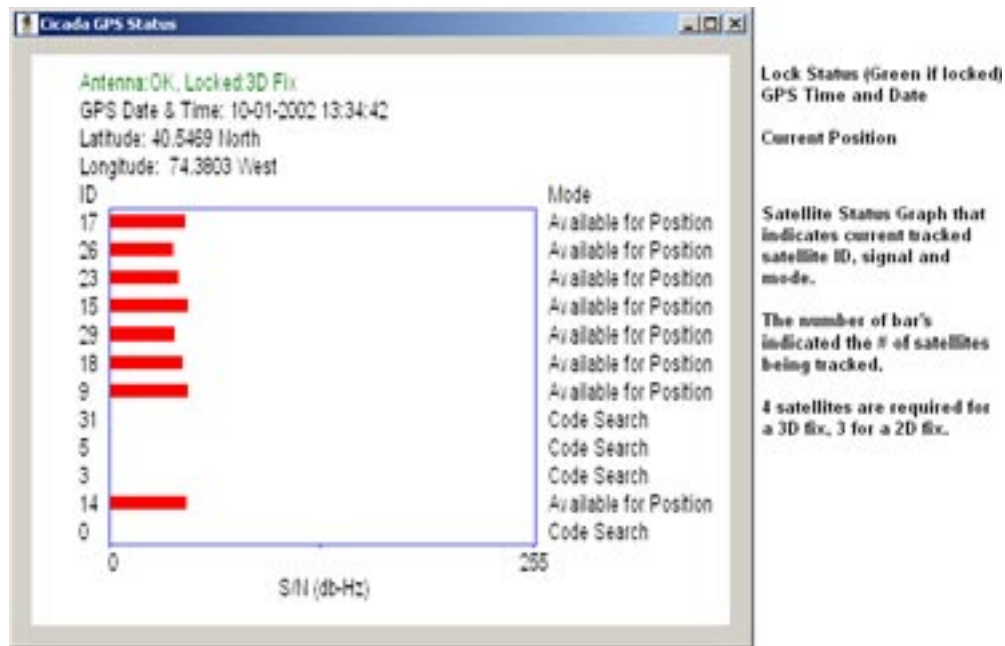 Cicada GPS Status
Antenna:OK, Locked:3D Fix
GPS Date & Time: 10-01-2002 13:34:42
Latitude: 40.5469 North
Longitude: 74.3803 West
ID Mode
17 Available for Position
26 Available for Position
23 Available for Position
15 Available for Position
29 Available for Position
18 Available for Position
9 Available for Position
31 Code Search
5 Code Search
3 Code Search
14 Available for Position
0 Code Search
0 255
S/N (db-Hz)
Lock Status (Green if locked)
GPS Time and Date
Current Position
Satellite Status Graph that
indicates current tracked
satellite ID, signal and
mode.
The number of bar's
indicated the # of satellites
being tracked.
4 satellites are required for
a 3D fix, 3 for a 2D fix.